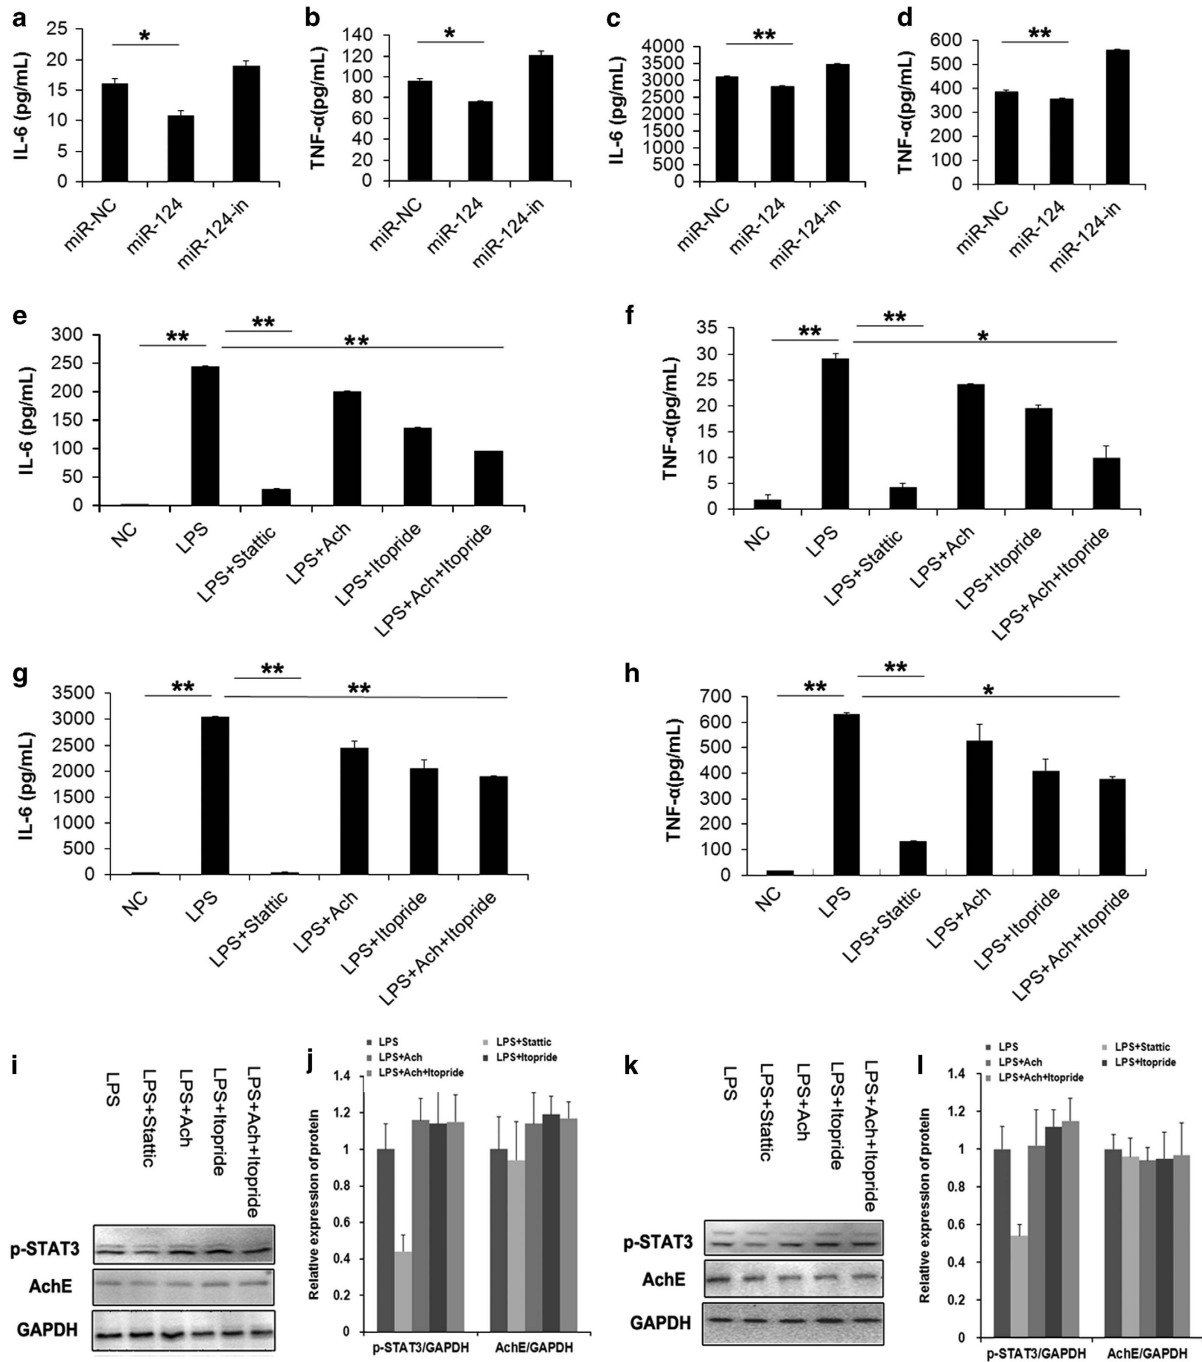 a
*
IL-6 (pg/mL)
25
20
15
10
5
0
miR-NC
miR-124
miR-124-in
b
*
TNF-α(pg/mL)
140
120
100
80
60
40
20
0
miR-NC
miR-124
miR-124-in
c
**
IL-6 (pg/mL)
4000
3500
3000
2500
2000
1500
1000
500
0
miR-NC
miR-124
miR-124-in
d
**
TNF-α(pg/mL)
600
500
400
300
200
100
0
miR-NC
miR-124
miR-124-in
e
**
**
**
IL-6 (pg/mL)
300
250
200
150
100
50
0
NC
LPS
LPS+Stattic
LPS+Ach
LPS+Itopride
LPS+Ach+Itopride
f
**
**
*
TNF-α(pg/mL)
35
30
25
20
15
10
5
0
NC
LPS
LPS+Stattic
LPS+Ach
LPS+Itopride
LPS+Ach+Itopride
g
**
**
**
IL-6 (pg/mL)
3500
3000
2500
2000
1500
1000
500
0
NC
LPS
LPS+Stattic
LPS+Ach
LPS+Itopride
LPS+Ach+Itopride
h
**
**
*
TNF-α(pg/mL)
700
600
500
400
300
200
100
0
NC
LPS
LPS+Stattic
LPS+Ach
LPS+Itopride
LPS+Ach+Itopride
i
LPS
LPS+Stattic
LPS+Ach
LPS+Itopride
LPS+Ach+Itopride
p-STAT3
AchE
GAPDH
j
LPS
LPS+Stattic
LPS+Ach
LPS+Itopride
LPS+Ach+Itopride
Relative expression of protein
1.4
1.2
1
0.8
0.6
0.4
0.2
0
p-STAT3/GAPDH
AchE/GAPDH
k
LPS
LPS+Stattic
LPS+Ach
LPS+Itopride
LPS+Ach+Itopride
p-STAT3
AchE
GAPDH
l
LPS
LPS+Stattic
LPS+Ach
LPS+Itopride
LPS+Ach+Itopride
Relative expression of protein
1.4
1.2
1
0.8
0.6
0.4
0.2
0
p-STAT3/GAPDH
AchE/GAPDH